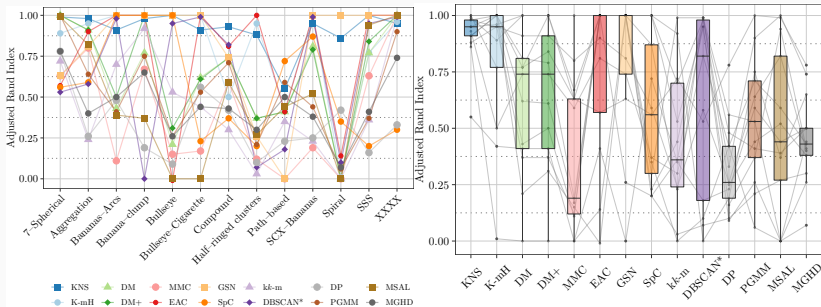 Adjusted Rand Index
1.00
0.75
0.50
0.25
0.00
7-Spherical
Aggregation
Bananas-Arcs
Banana-clump
Bullseye
Bullseye-Cigarette
Compound
Half-ringed clusters
Path-based
SCX-Bananas
Spiral
SSS
XXXX
KNS DM MMC GSN kk-m DP MSAL
K-mH DM+ EAC SpC DBSCAN* PGMM MGHD
Adjusted Rand Index
1.00
0.75
0.50
0.25
0.00
KNS
K-mH
DM
DM+
MMC
EAC
GSN
SpC
kk-m
DBSCAN*
DP
PGMM
MSAL
MGHD